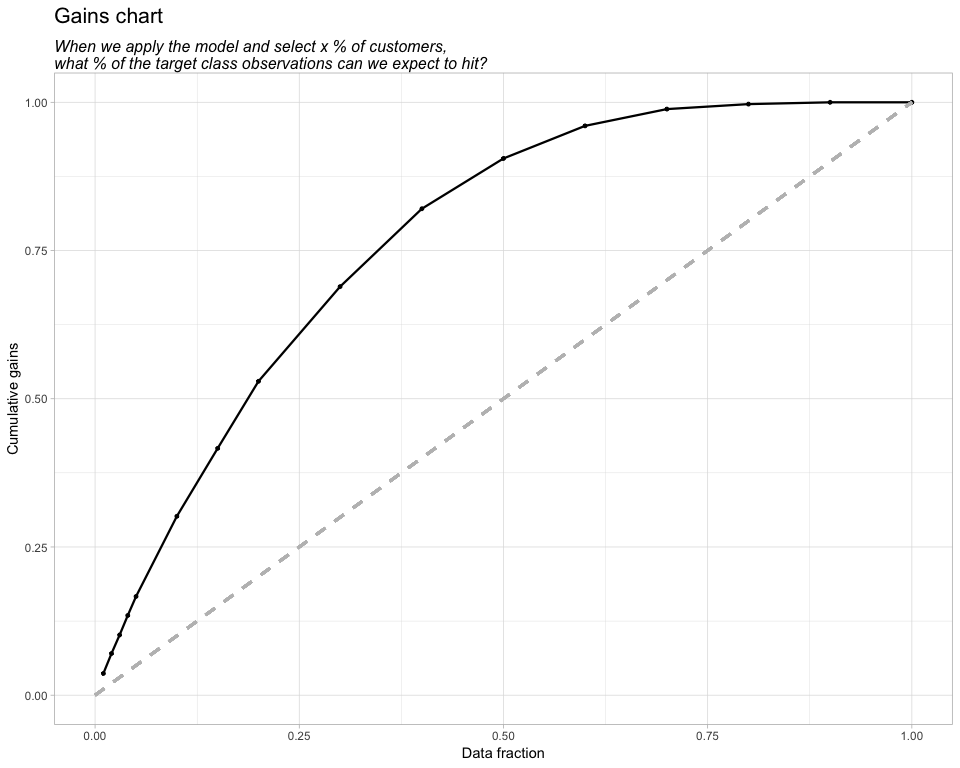 Gains chart
When we apply the model and select x % of customers,
what % of the target class observations can we expect to hit?
1.00
0.75
0.50
0.25
0.00
Cumulative gains
0.00 0.25 0.50 0.75 1.00
Data fraction